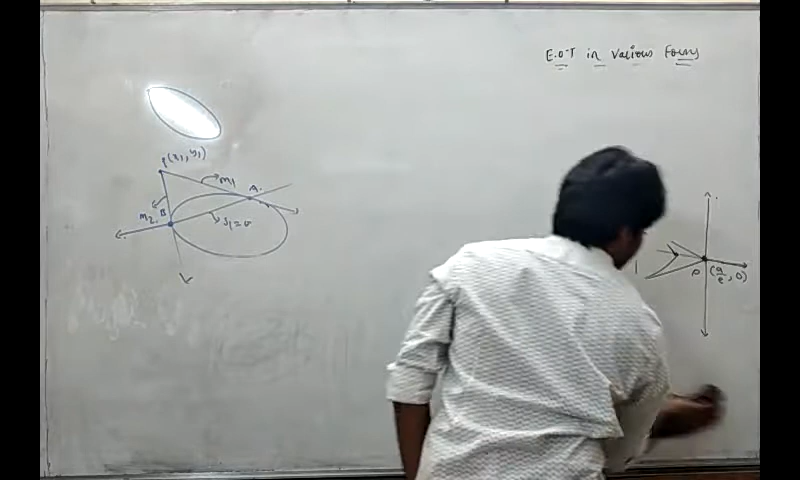 E.O.T in Various Forms
P(x1, y1)
m1
A.
m2
B
S1=0
P
(a/e, 0)